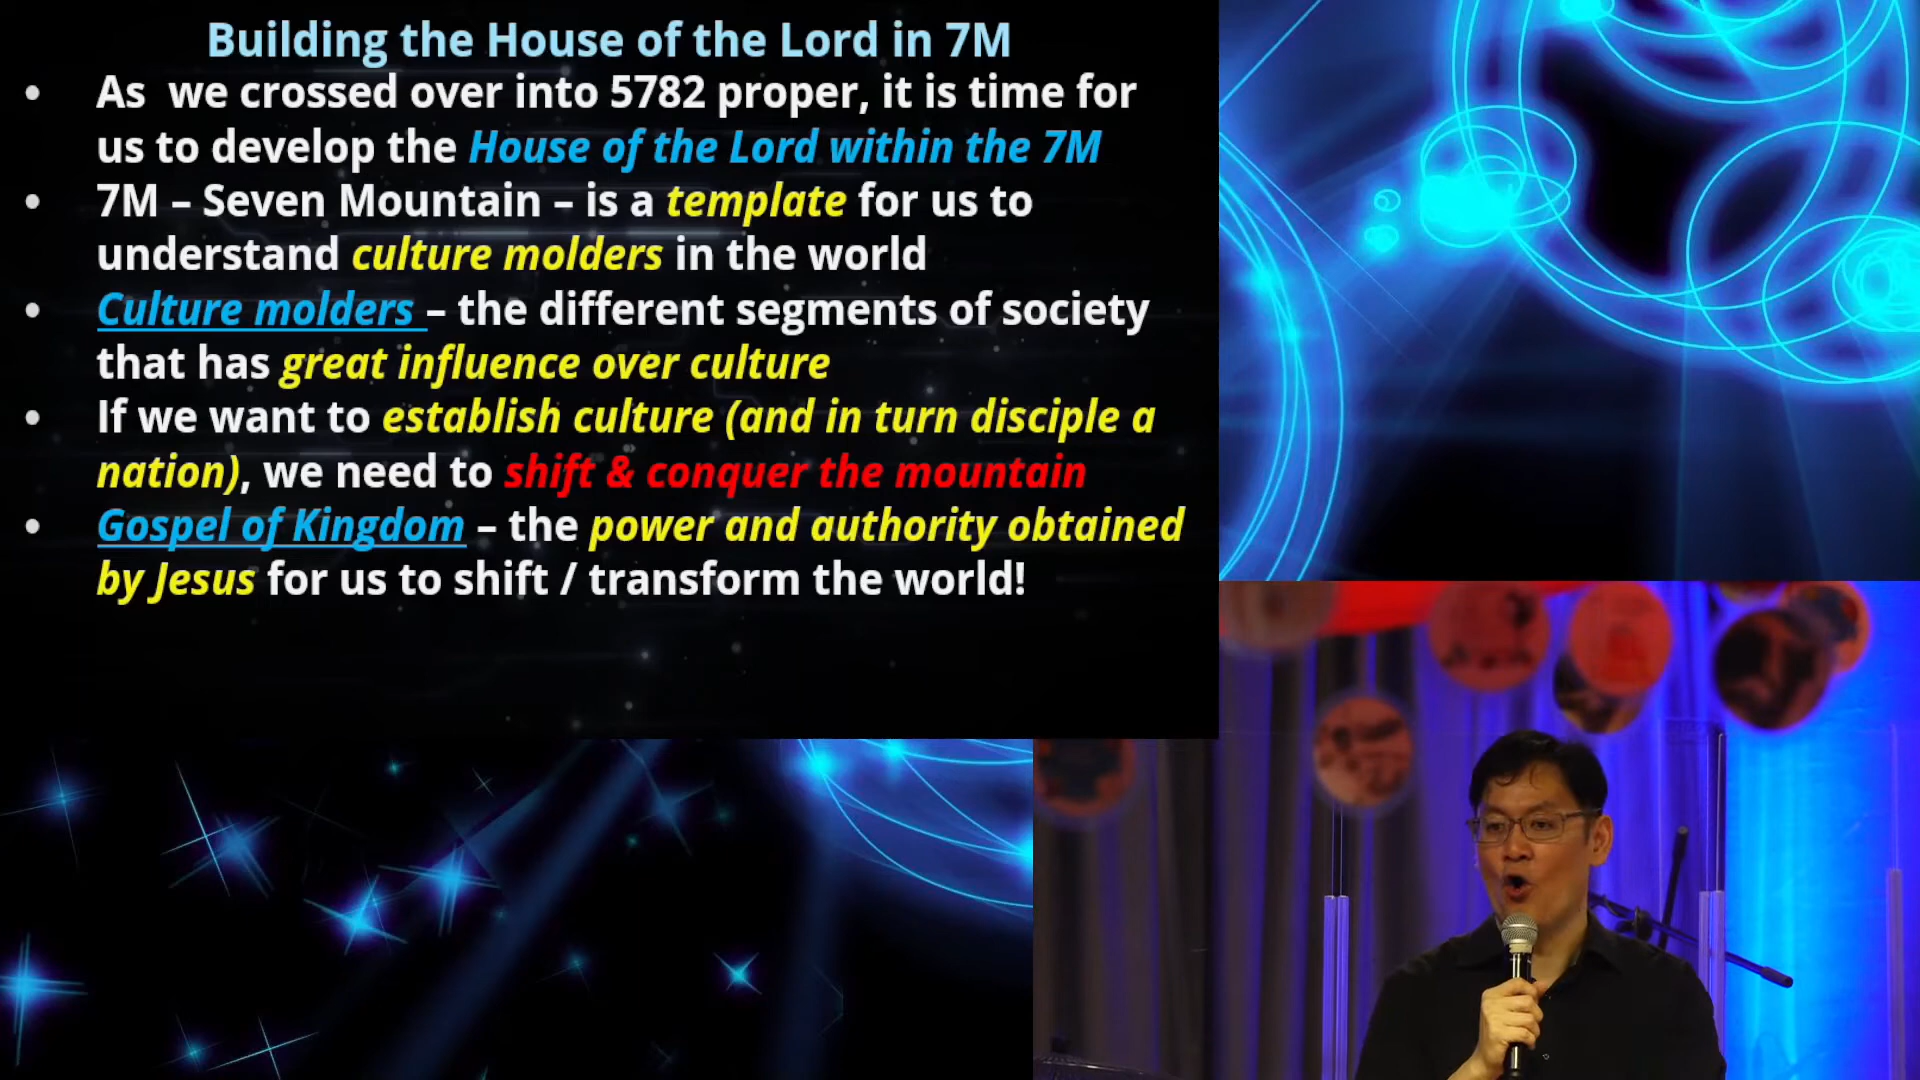 Building the House of the Lord in 7M
• As we crossed over into 5782 proper, it is time for
us to develop the House of the Lord within the 7M
• 7M – Seven Mountain – is a template for us to
understand culture molders in the world
• Culture molders – the different segments of society
that has great influence over culture
• If we want to establish culture (and in turn disciple a
nation), we need to shift & conquer the mountain
• Gospel of Kingdom – the power and authority obtained
by Jesus for us to shift / transform the world!